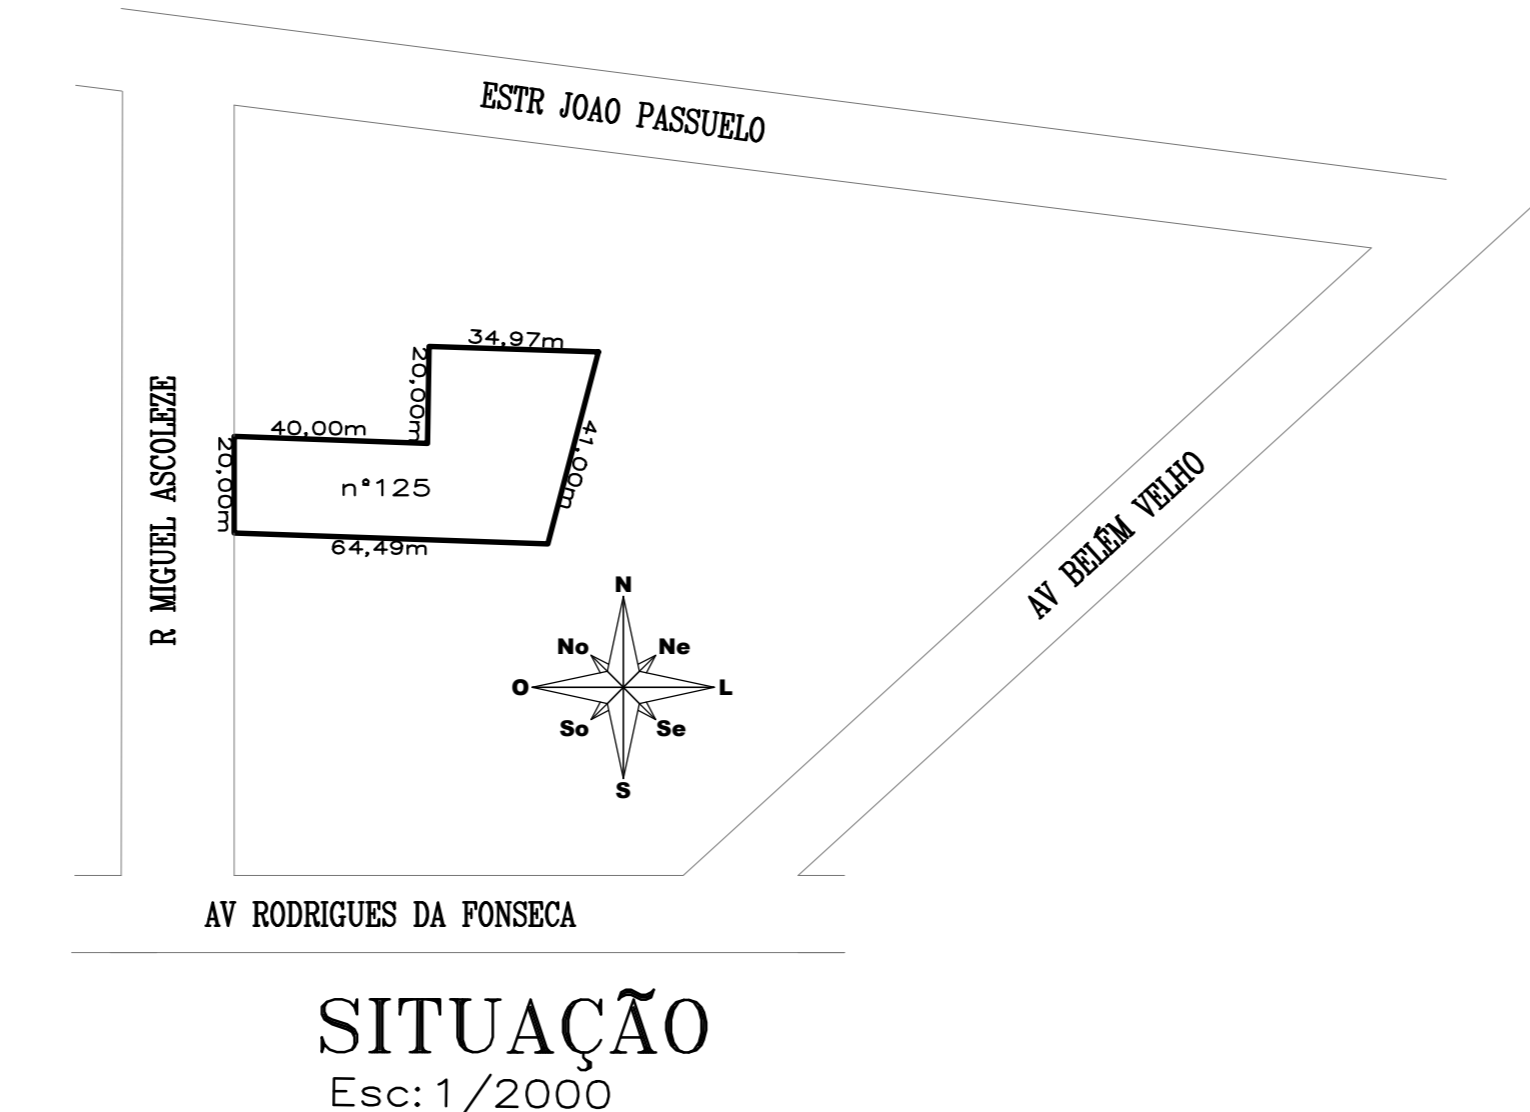 ESTR JOAO PASSUELO
34,97m
20,00m
40,00m
20,00m
41,00m
n°125
64,49m
R MIGUEL ASCOLEZE
AV BELÉM VELHO
N
No
Ne
O
L
So
Se
S
AV RODRIGUES DA FONSECA
SITUAÇÃO
Esc: 1/2000